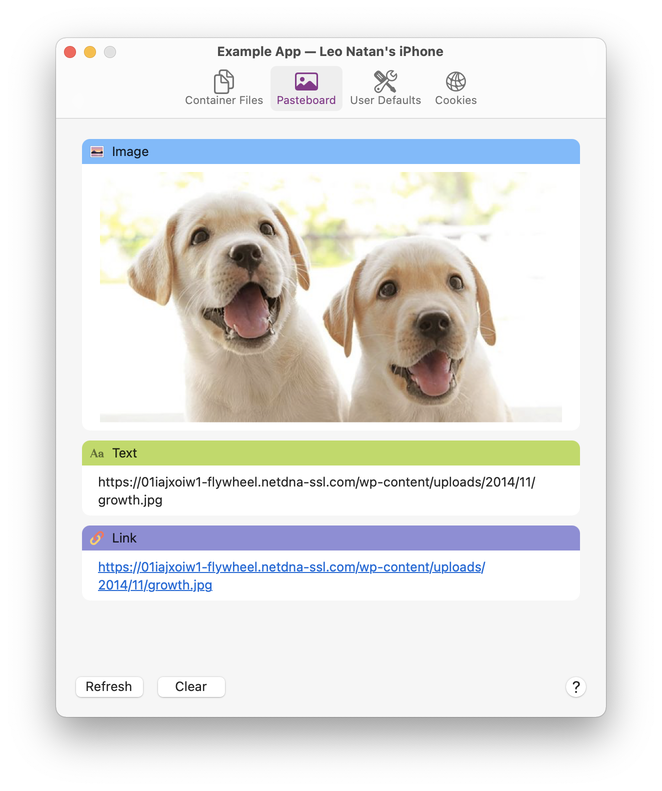 Example App — Leo Natan's iPhone
Container Files
Pasteboard
User Defaults
Cookies
Image
Aa Text
https://01iajxoiw1-flywheel.netdna-ssl.com/wp-content/uploads/2014/11/
growth.jpg
Link
https://01iajxoiw1-flywheel.netdna-ssl.com/wp-content/uploads/
2014/11/growth.jpg
Refresh
Clear
?